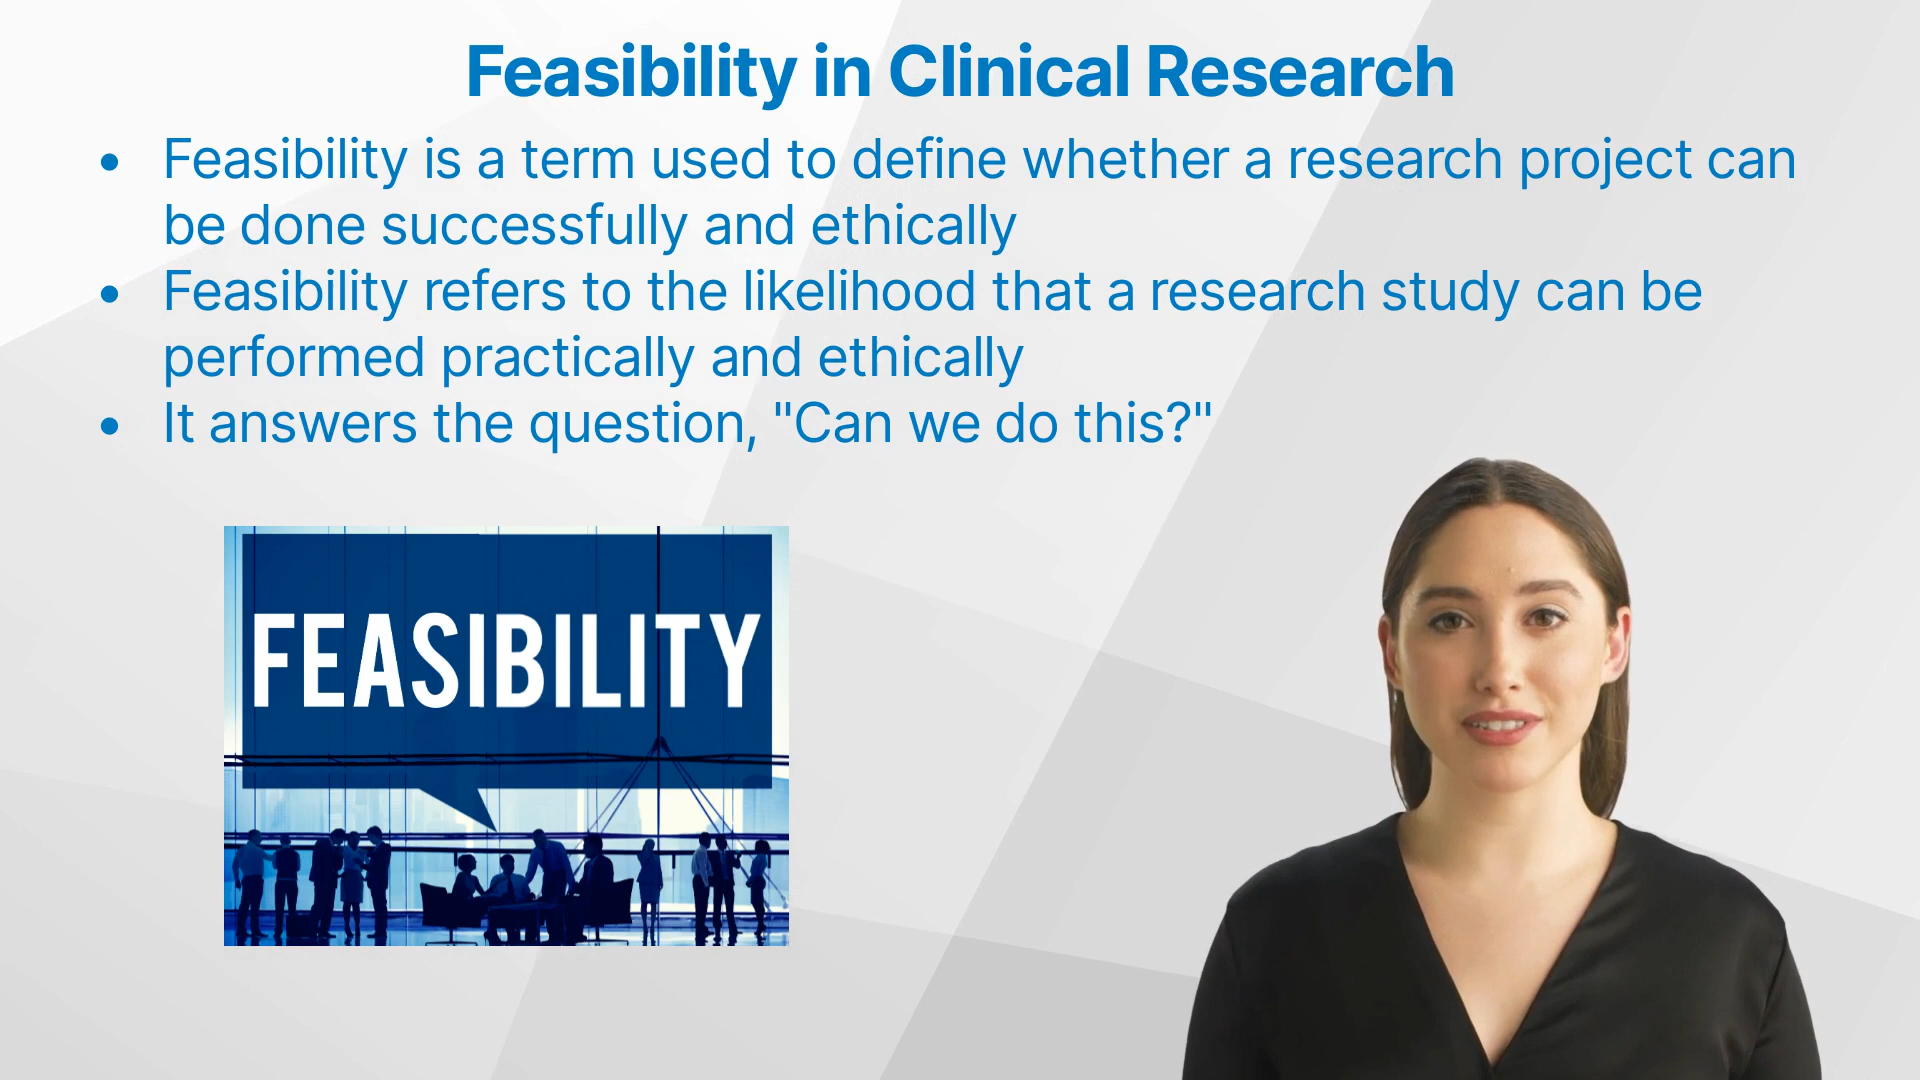 Feasibility in Clinical Research
• Feasibility is a term used to define whether a research project can
be done successfully and ethically
• Feasibility refers to the likelihood that a research study can be
performed practically and ethically
• It answers the question, "Can we do this?"
FEASIBILITY